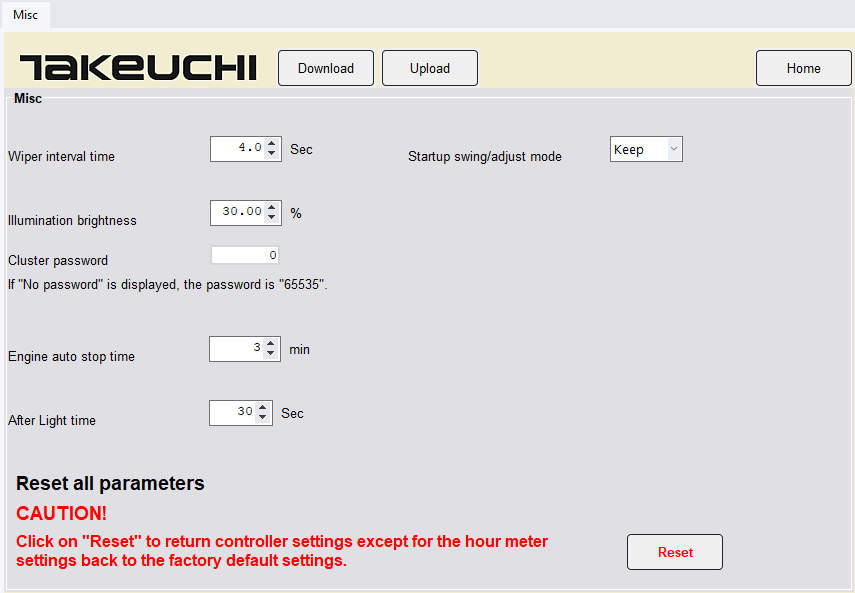 Misc
TAKEUCHI Download Upload Home
Misc
Wiper interval time 4.0 Sec Startup swing/adjust mode Keep
Illumination brightness 30.00 %
Cluster password 0
If "No password" is displayed, the password is "65535".
Engine auto stop time 3 min
After Light time 30 Sec
Reset all parameters
CAUTION!
Click on "Reset" to return controller settings except for the hour meter
settings back to the factory default settings.
Reset